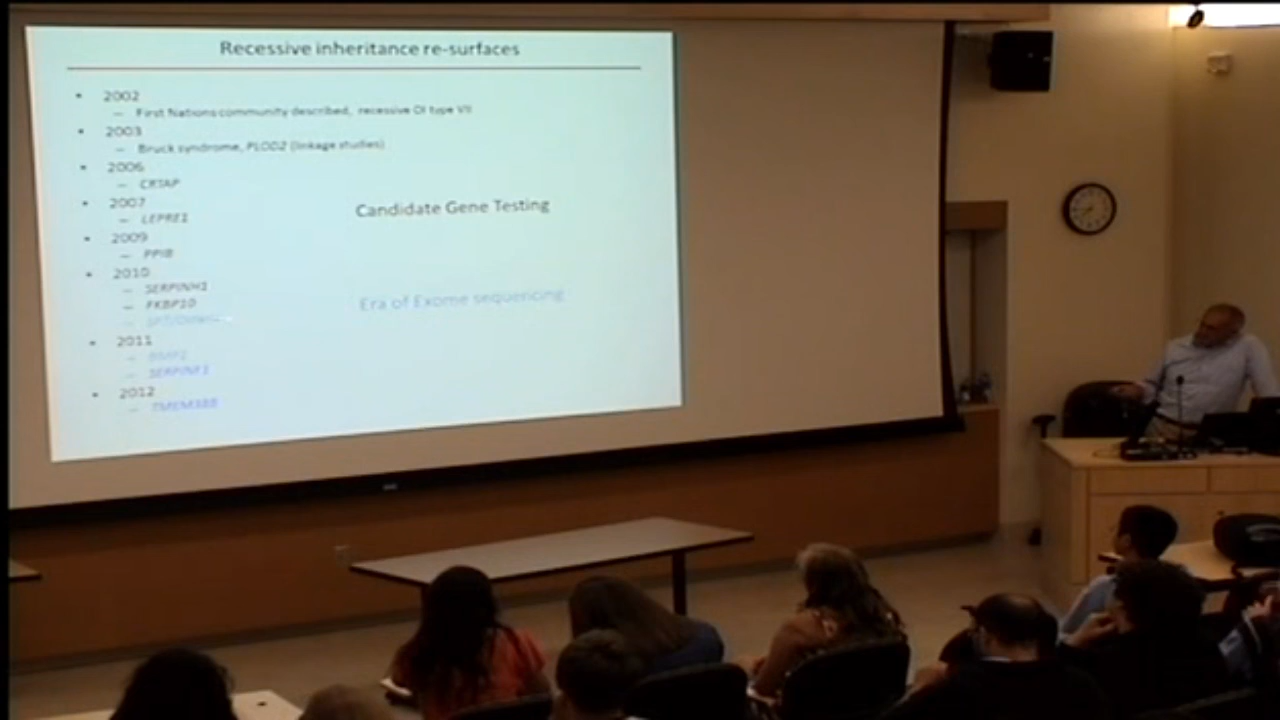 Recessive inheritance re-surfaces
• 2002
– First Nations community described, recessive OI type VII
• 2003
– Bruck syndrome, PLOD2 (linkage studies)
• 2006
– CRTAP
• 2007
– LEPRE1
Candidate Gene Testing
• 2009
– PPIB
• 2010
– SERPINH1
– FKBP10
Era of Exome sequencing
• 2011
– BMP1
– SERPINF1
• 2012
– TMEM38B